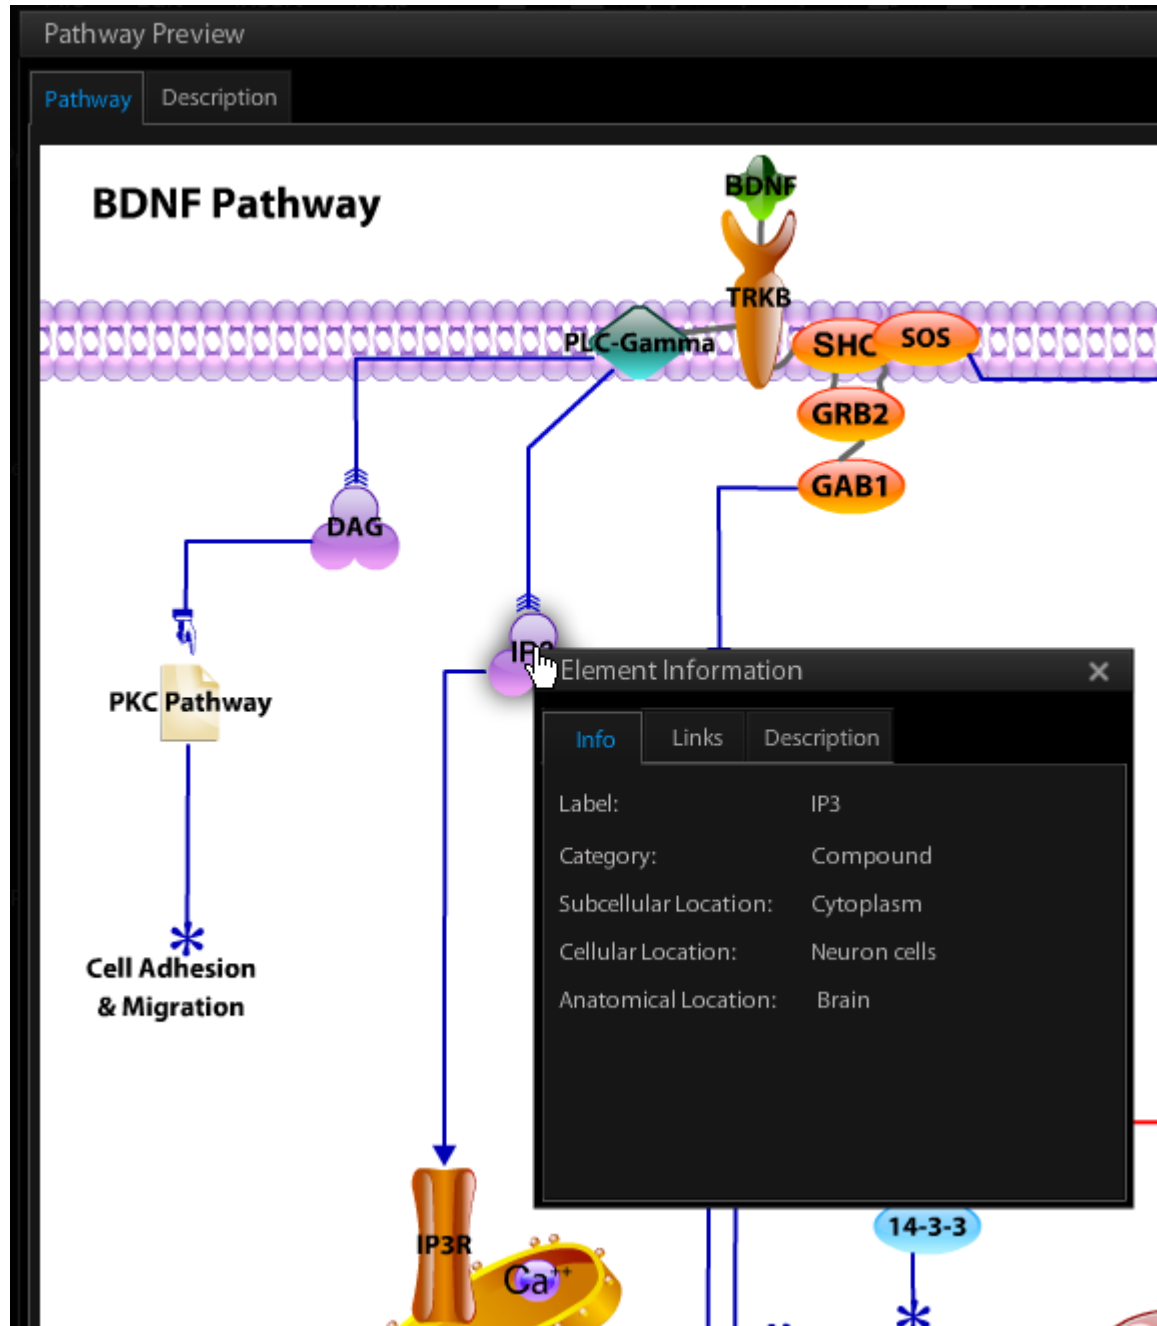 Pathway Preview
Pathway Description
BDNF Pathway
BDNF
TRKB
PLC-Gamma
SHC
SOS
GRB2
GAB1
DAG
PKC Pathway
Cell Adhesion
& Migration
Element Information
Info Links Description
Label: IP3
Category: Compound
Subcellular Location: Cytoplasm
Cellular Location: Neuron cells
Anatomical Location: Brain
14-3-3
IP3R
Ca++